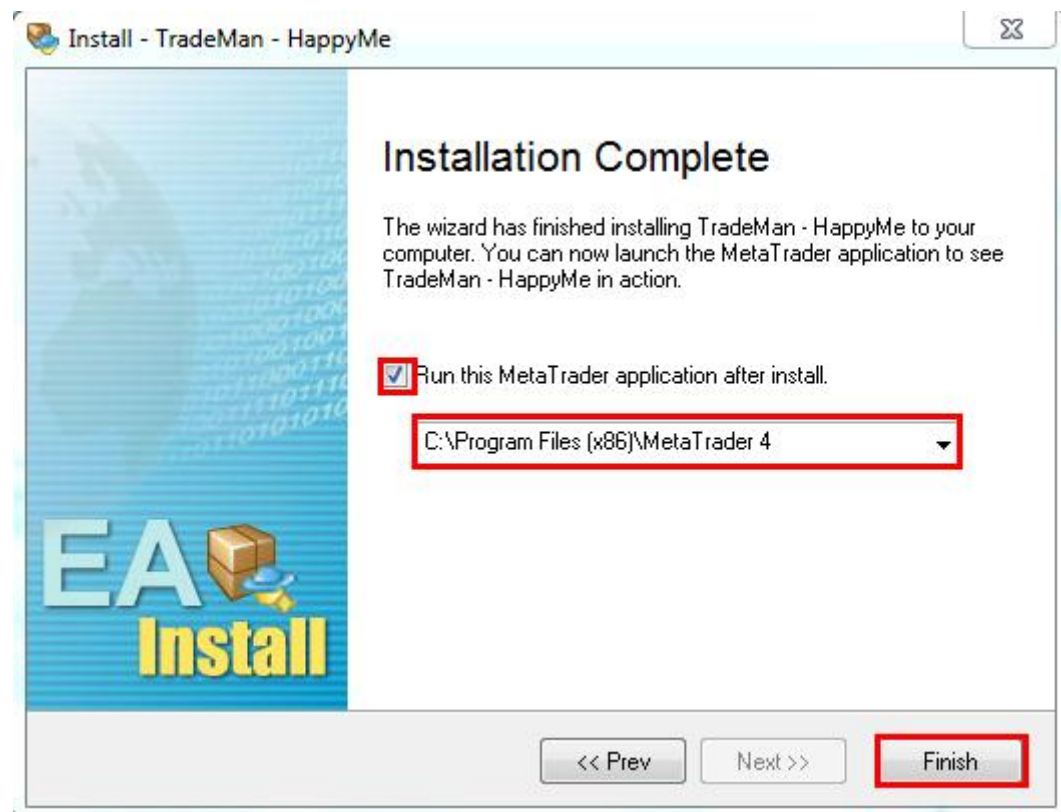 Install - TradeMan - HappyMe
Installation Complete
The wizard has finished installing TradeMan - HappyMe to your
computer. You can now launch the MetaTrader application to see
TradeMan - HappyMe in action.
Run this MetaTrader application after install.
C:\Program Files (x86)\MetaTrader 4
EA
Install
<< Prev
Next >>
Finish